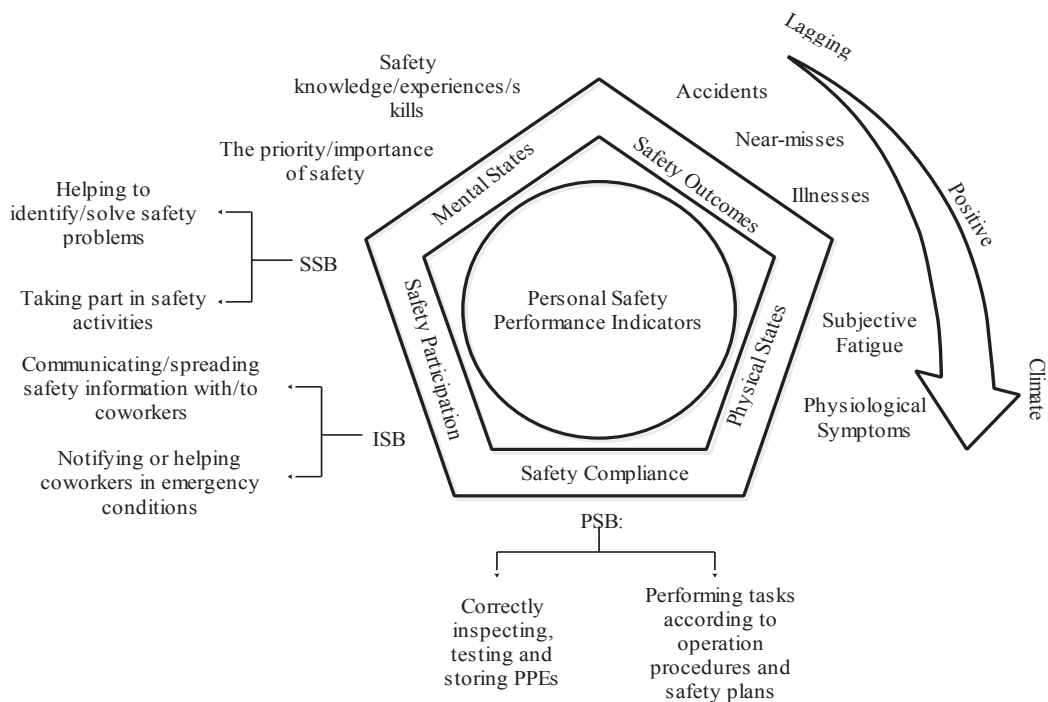 Lagging
Positive
Climate
Safety
knowledge/experiences/s
kills
The priority/importance
of safety
Accidents
Near-misses
Illnesses
Mental States
Safety Outcomes
Physical States
Safety Compliance
Safety Participation
Personal Safety
Performance Indicators
Helping to
identify/solve safety
problems
SSB
Taking part in safety
activities
Communicating/spreading
safety information with/to
coworkers
ISB
Notifying or helping
coworkers in emergency
conditions
Subjective
Fatigue
Physiological
Symptoms
PSB:
Correctly
inspecting,
testing and
storing PPEs
Performing tasks
according to
operation
procedures and
safety plans